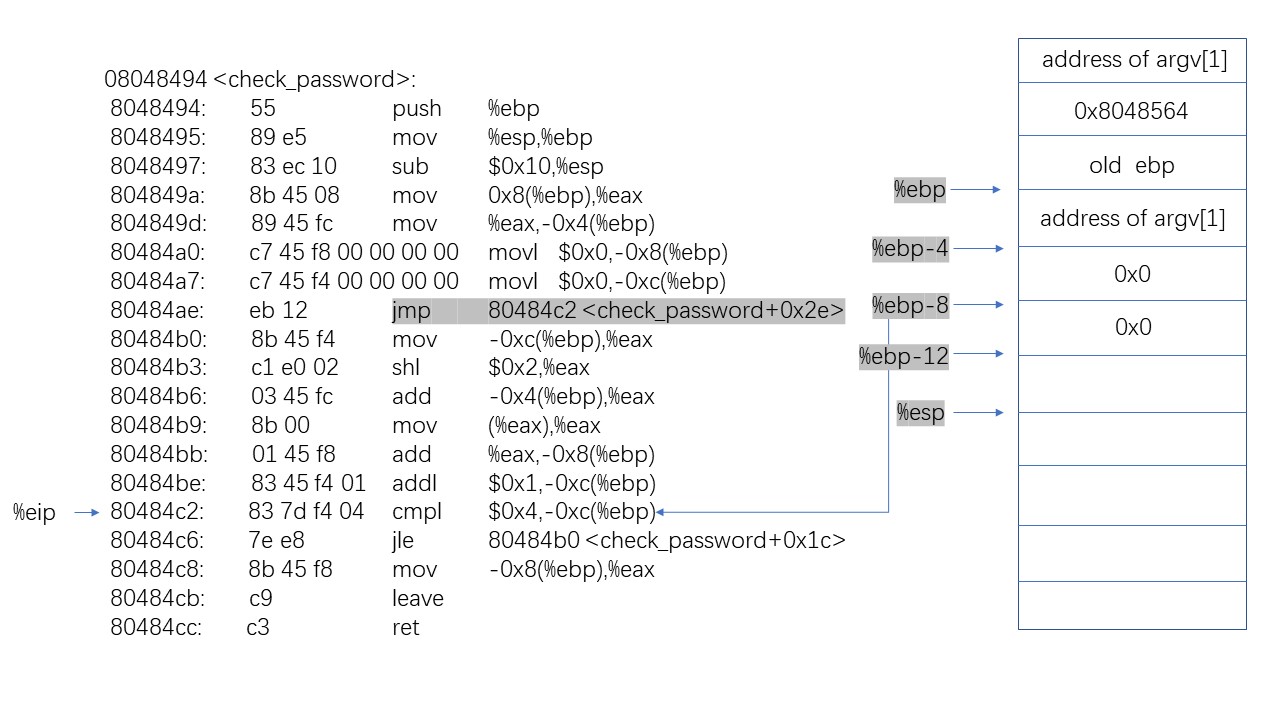 08048494 <check_password>:
8048494: 55 push %ebp
8048495: 89 e5 mov %esp,%ebp
8048497: 83 ec 10 sub $0x10,%esp
804849a: 8b 45 08 mov 0x8(%ebp),%eax
804849d: 89 45 fc mov %eax,-0x4(%ebp)
80484a0: c7 45 f8 00 00 00 00 movl $0x0,-0x8(%ebp)
80484a7: c7 45 f4 00 00 00 00 movl $0x0,-0xc(%ebp)
80484ae: eb 12 jmp 80484c2 <check_password+0x2e>
80484b0: 8b 45 f4 mov -0xc(%ebp),%eax
80484b3: c1 e0 02 shl $0x2,%eax
80484b6: 03 45 fc add -0x4(%ebp),%eax
80484b9: 8b 00 mov (%eax),%eax
80484bb: 01 45 f8 add %eax,-0x8(%ebp)
80484be: 83 45 f4 01 addl $0x1,-0xc(%ebp)
%eip 80484c2: 83 7d f4 04 cmpl $0x4,-0xc(%ebp)
80484c6: 7e e8 jle 80484b0 <check_password+0x1c>
80484c8: 8b 45 f8 mov -0x8(%ebp),%eax
80484cb: c9 leave
80484cc: c3 ret
%ebp
%ebp-4
%ebp-8
%ebp-12
%esp
address of argv[1]
0x8048564
old ebp
address of argv[1]
0x0
0x0